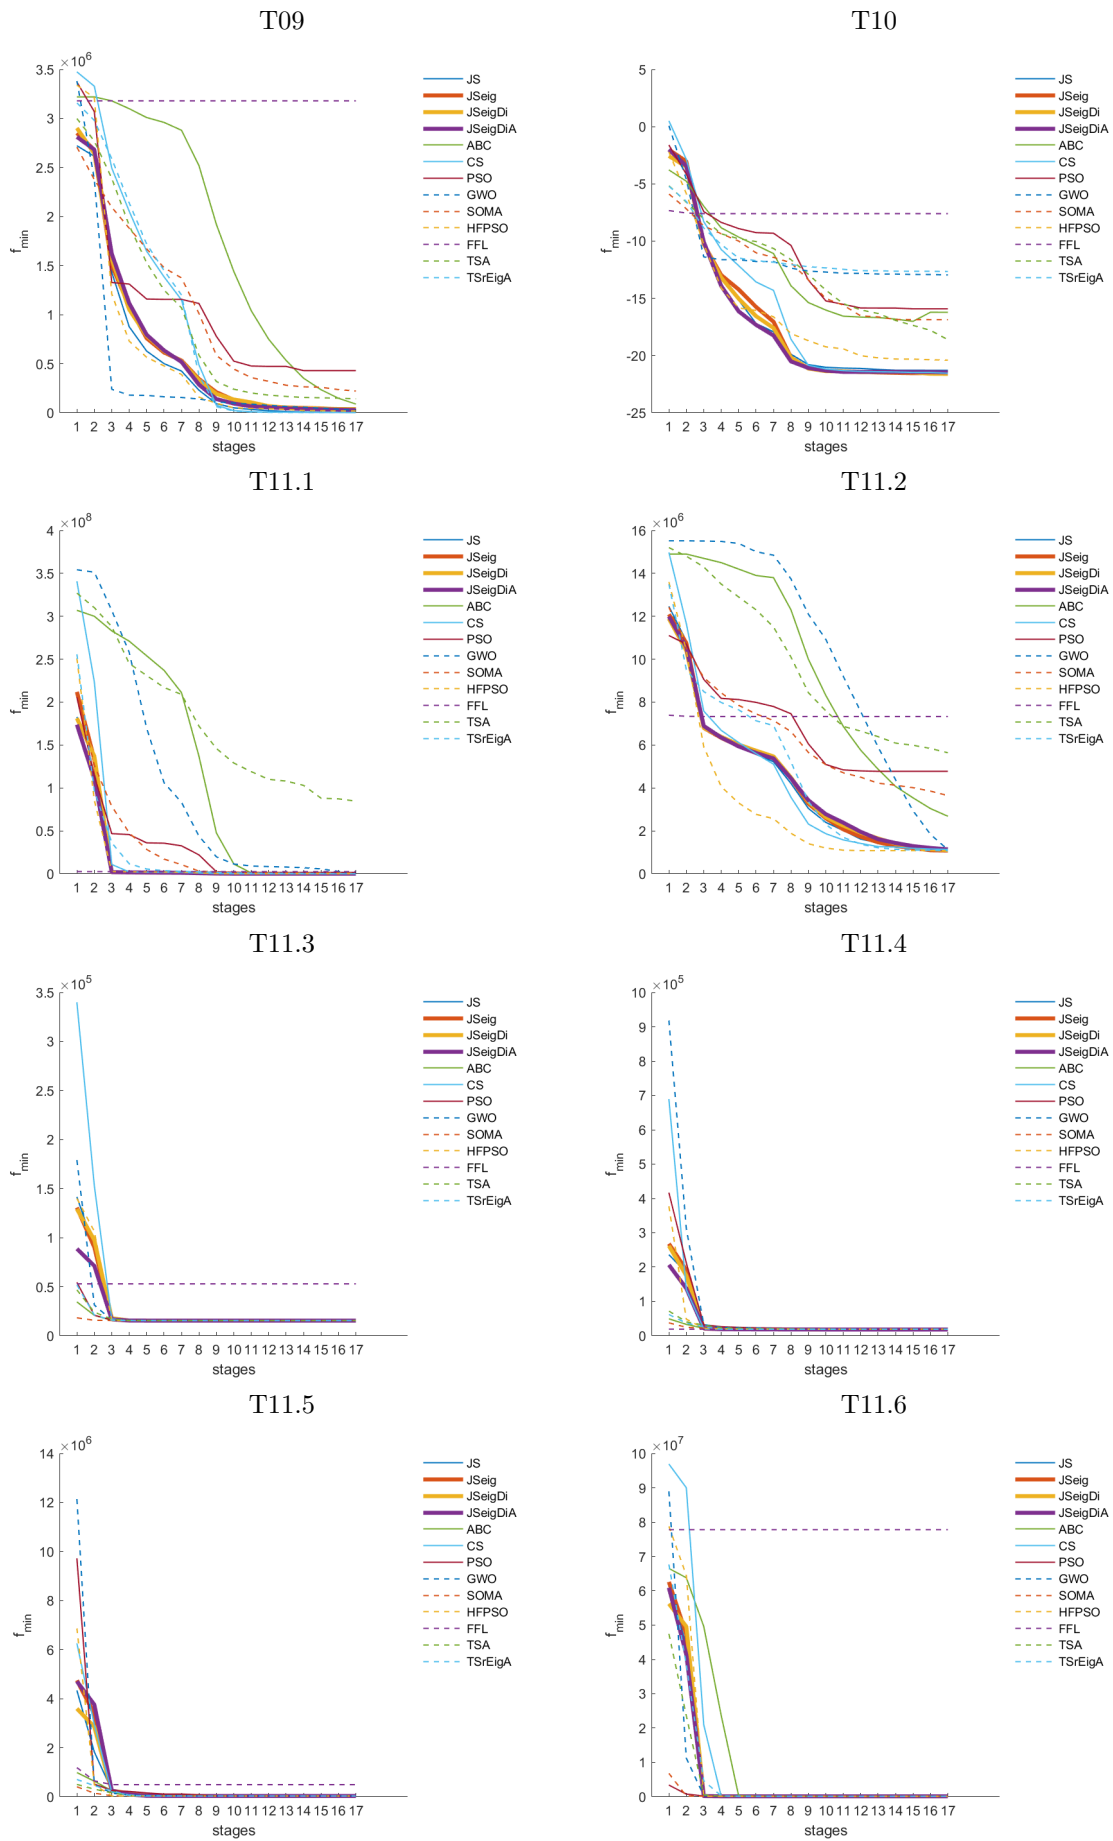 T09
×10^6
3.5
3
2.5
2
1.5
1
0.5
0
f_min
1 2 3 4 5 6 7 8 9 10 11 12 13 14 15 16 17
stages
JS
JSeig
JSeigDi
JSeigDiA
ABC
CS
PSO
GWO
SOMA
HFPSO
FFL
TSA
TSrEigA
T10
5
0
-5
-10
-15
-20
-25
f_min
1 2 3 4 5 6 7 8 9 10 11 12 13 14 15 16 17
stages
JS
JSeig
JSeigDi
JSeigDiA
ABC
CS
PSO
GWO
SOMA
HFPSO
FFL
TSA
TSrEigA
T11.1
×10^8
4
3.5
3
2.5
2
1.5
1
0.5
0
f_min
1 2 3 4 5 6 7 8 9 10 11 12 13 14 15 16 17
stages
JS
JSeig
JSeigDi
JSeigDiA
ABC
CS
PSO
GWO
SOMA
HFPSO
FFL
TSA
TSrEigA
T11.2
×10^6
16
14
12
10
8
6
4
2
0
f_min
1 2 3 4 5 6 7 8 9 10 11 12 13 14 15 16 17
stages
JS
JSeig
JSeigDi
JSeigDiA
ABC
CS
PSO
GWO
SOMA
HFPSO
FFL
TSA
TSrEigA
T11.3
×10^5
3.5
3
2.5
2
1.5
1
0.5
0
f_min
1 2 3 4 5 6 7 8 9 10 11 12 13 14 15 16 17
stages
JS
JSeig
JSeigDi
JSeigDiA
ABC
CS
PSO
GWO
SOMA
HFPSO
FFL
TSA
TSrEigA
T11.4
×10^5
10
9
8
7
6
5
4
3
2
1
0
f_min
1 2 3 4 5 6 7 8 9 10 11 12 13 14 15 16 17
stages
JS
JSeig
JSeigDi
JSeigDiA
ABC
CS
PSO
GWO
SOMA
HFPSO
FFL
TSA
TSrEigA
T11.5
×10^6
14
12
10
8
6
4
2
0
f_min
1 2 3 4 5 6 7 8 9 10 11 12 13 14 15 16 17
stages
JS
JSeig
JSeigDi
JSeigDiA
ABC
CS
PSO
GWO
SOMA
HFPSO
FFL
TSA
TSrEigA
T11.6
×10^7
10
9
8
7
6
5
4
3
2
1
0
f_min
1 2 3 4 5 6 7 8 9 10 11 12 13 14 15 16 17
stages
JS
JSeig
JSeigDi
JSeigDiA
ABC
CS
PSO
GWO
SOMA
HFPSO
FFL
TSA
TSrEigA